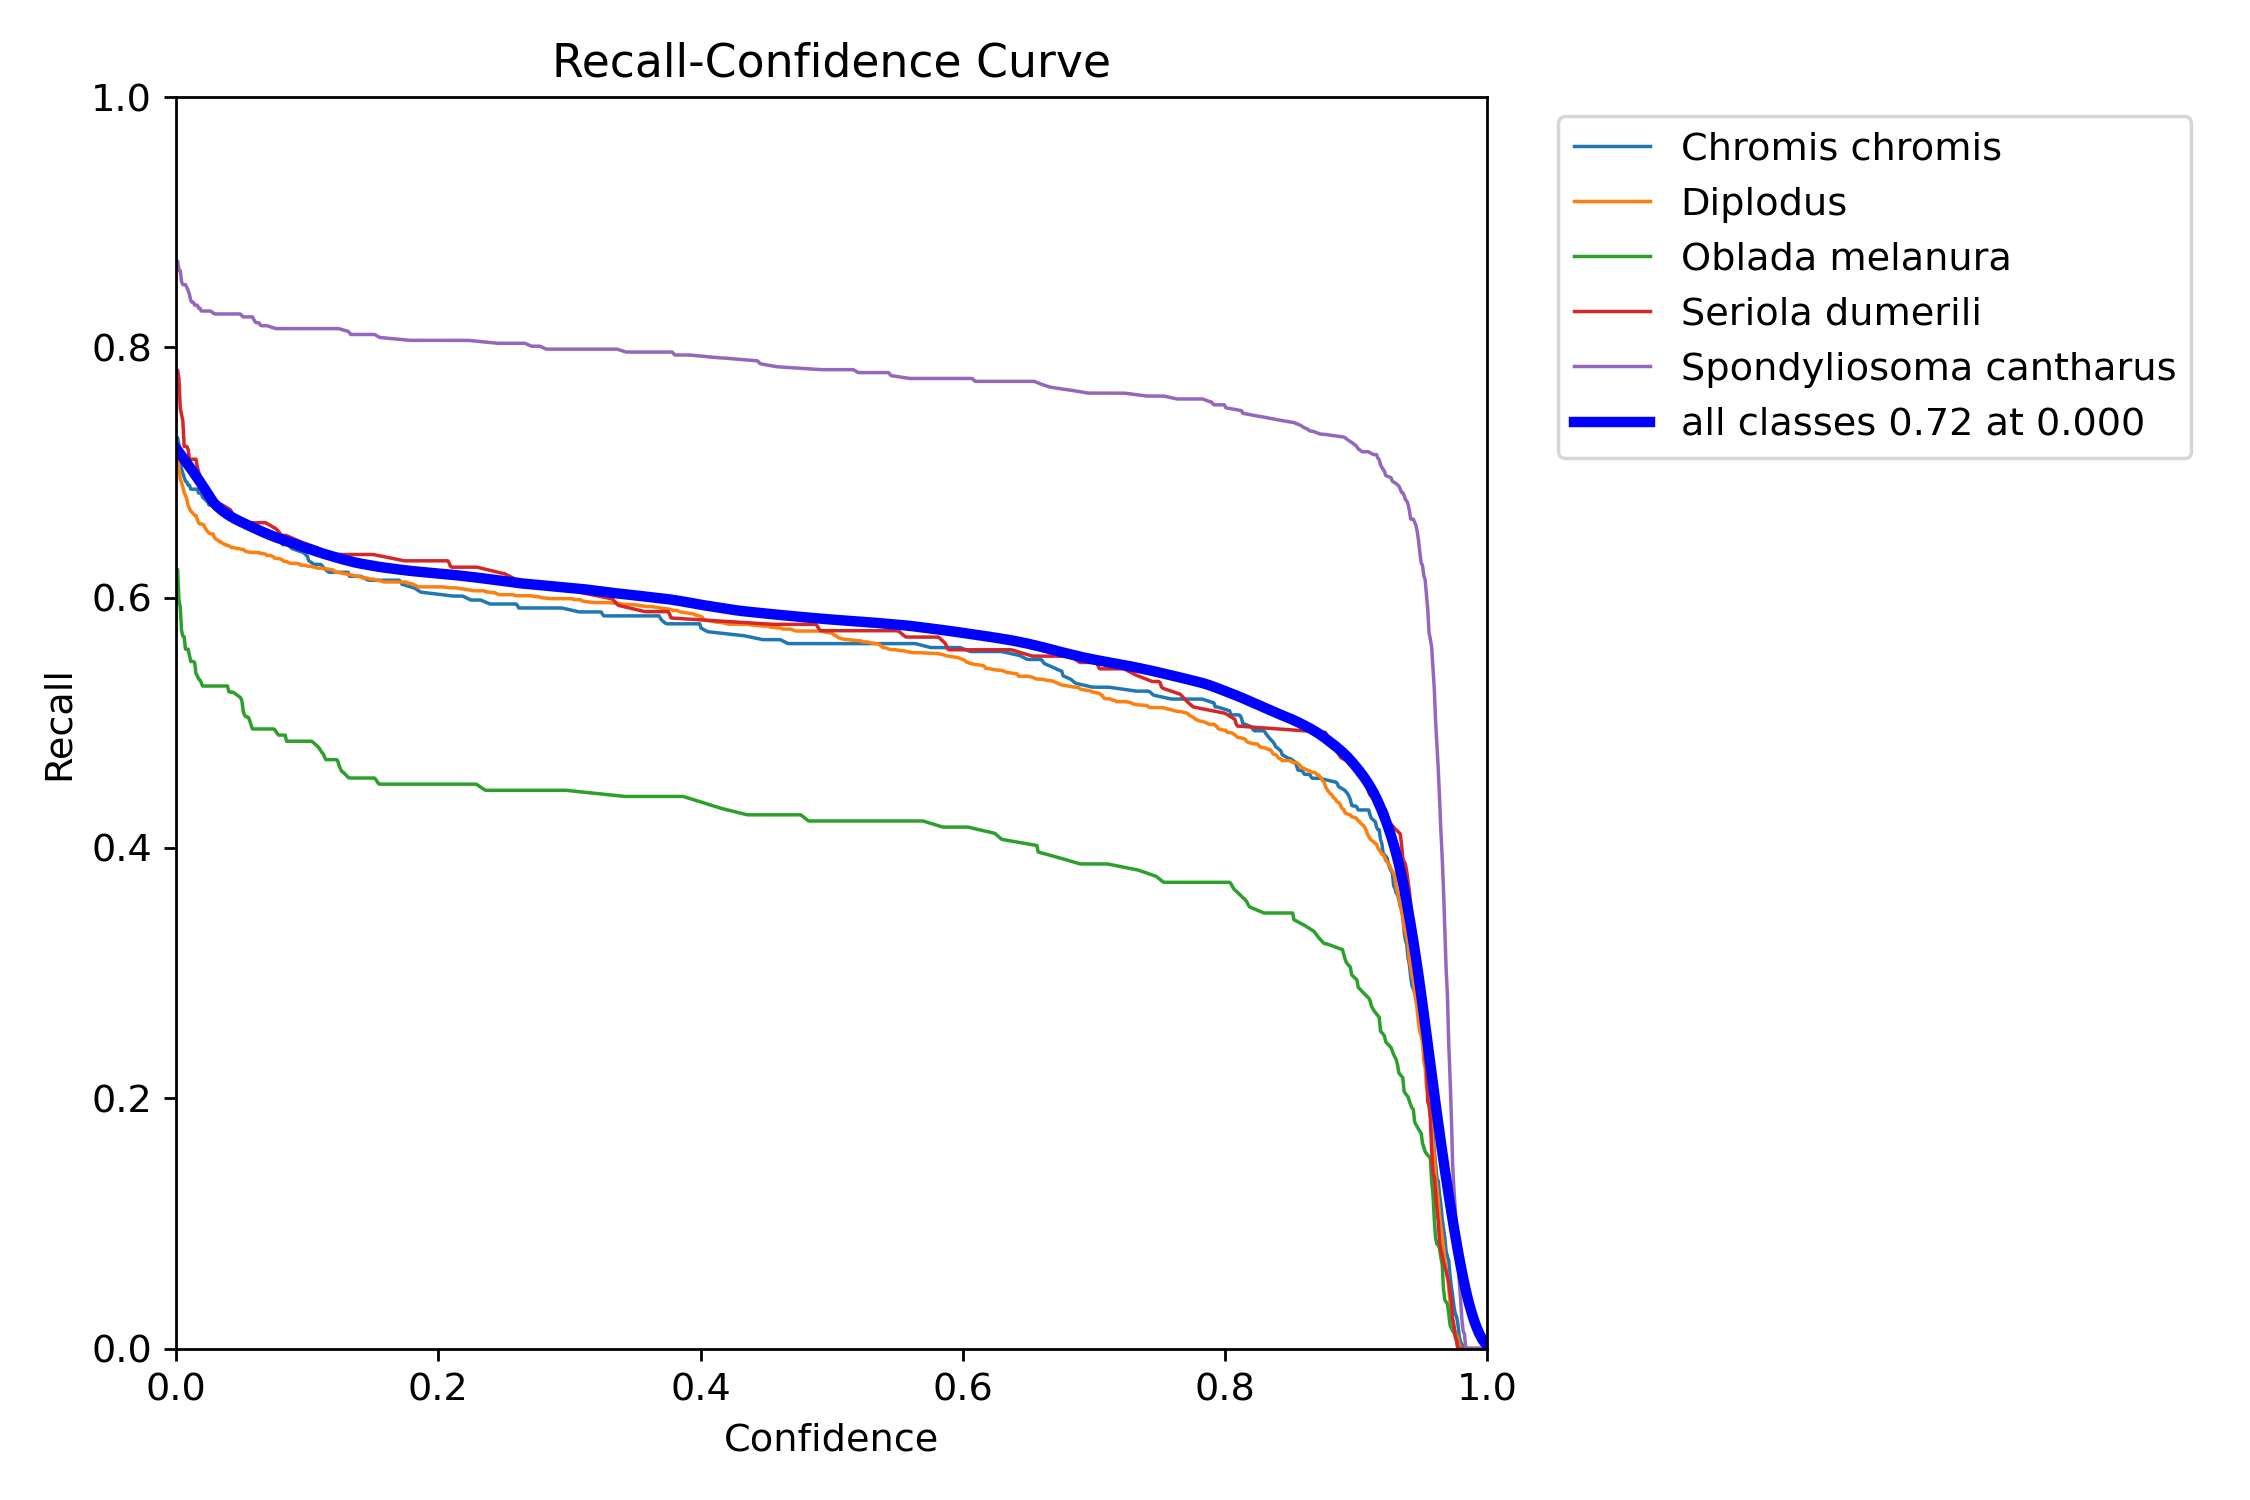 Recall-Confidence Curve
1.0
0.8
0.6
0.4
0.2
0.0
Recall
0.0 0.2 0.4 0.6 0.8 1.0
Confidence
Chromis chromis
Diplodus
Oblada melanura
Seriola dumerili
Spondyliosoma cantharus
all classes 0.72 at 0.000